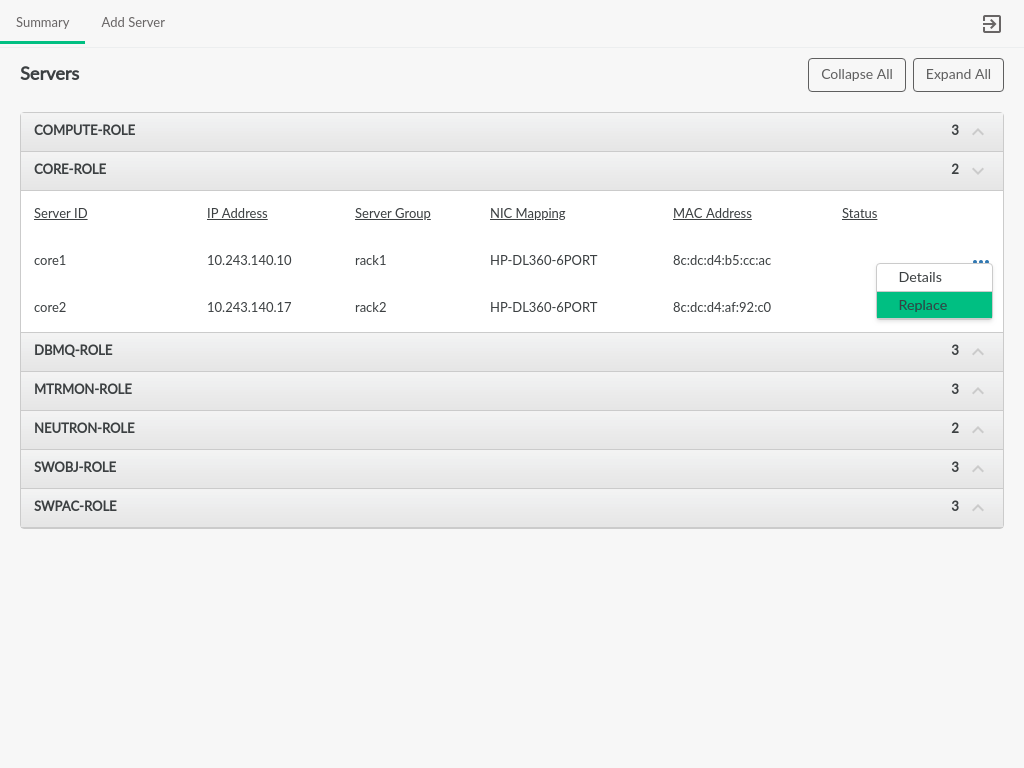 Summary Add Server
Servers Collapse All Expand All
COMPUTE-ROLE 3
CORE-ROLE 2
Server ID IP Address Server Group NIC Mapping MAC Address Status
core1 10.243.140.10 rack1 HP-DL360-6PORT 8c:dc:d4:b5:cc:ac
Details
core2 10.243.140.17 rack2 HP-DL360-6PORT 8c:dc:d4:af:92:c0 Replace
DBMQ-ROLE 3
MTRMON-ROLE 3
NEUTRON-ROLE 2
SWOBJ-ROLE 3
SWPAC-ROLE 3